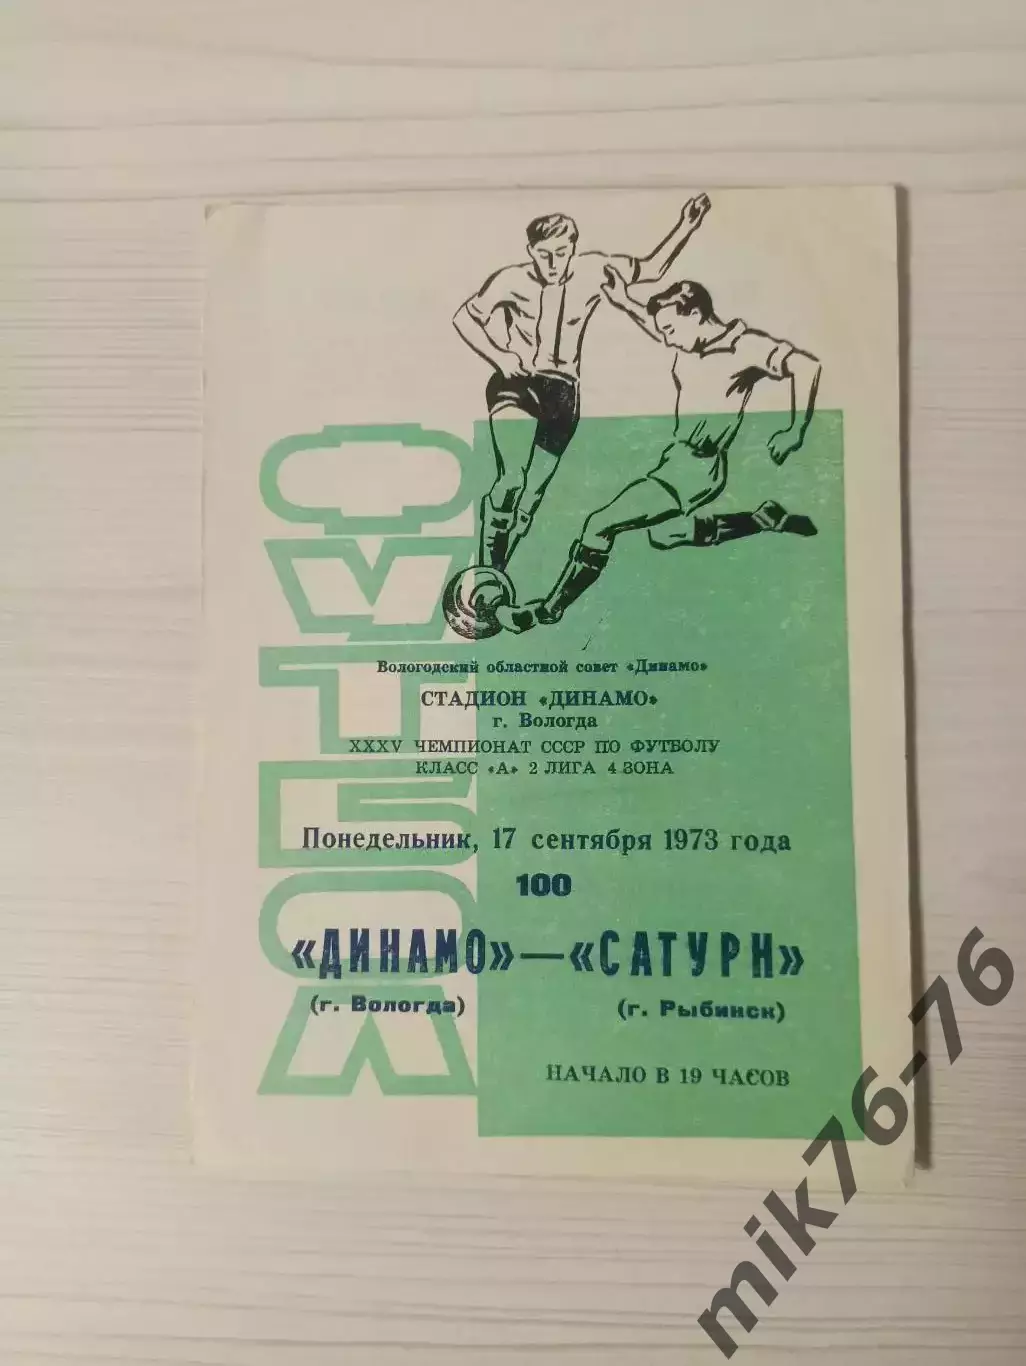 ФУТБОЛ
Вологодский областной совет «Динамо»
СТАДИОН «ДИНАМО»
г. Вологда
XXXV ЧЕМПИОНАТ СССР ПО ФУТБОЛУ
КЛАСС «А» 2 ЛИГА 4 ЗОНА
Понедельник, 17 сентября 1973 года
100
«ДИНАМО»—«САТУРН»
(г. Вологда) (г. Рыбинск)
НАЧАЛО В 19 ЧАСОВ
mik76-76